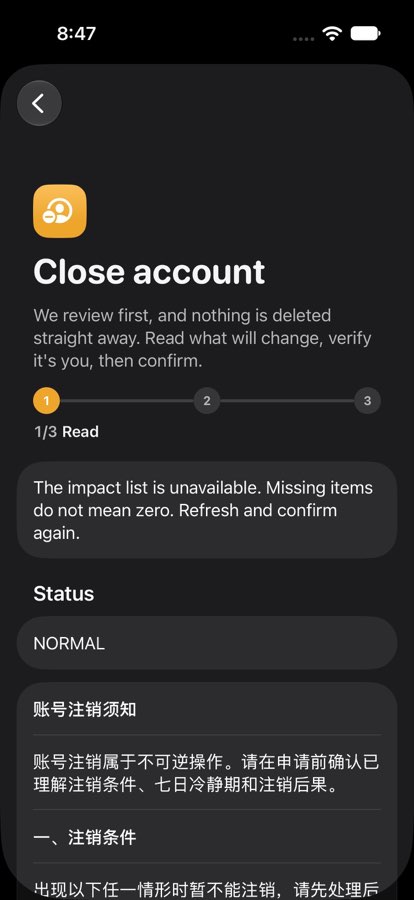 8:47
Close account
We review first, and nothing is deleted
straight away. Read what will change, verify
it's you, then confirm.
1
2
3
1/3 Read
The impact list is unavailable. Missing items
do not mean zero. Refresh and confirm
again.
Status
NORMAL
账号注销须知
账号注销属于不可逆操作。请在申请前确认已
理解注销条件、七日冷静期和注销后果。
一、注销条件
出现以下任一情形时暂不能注销，请先处理后